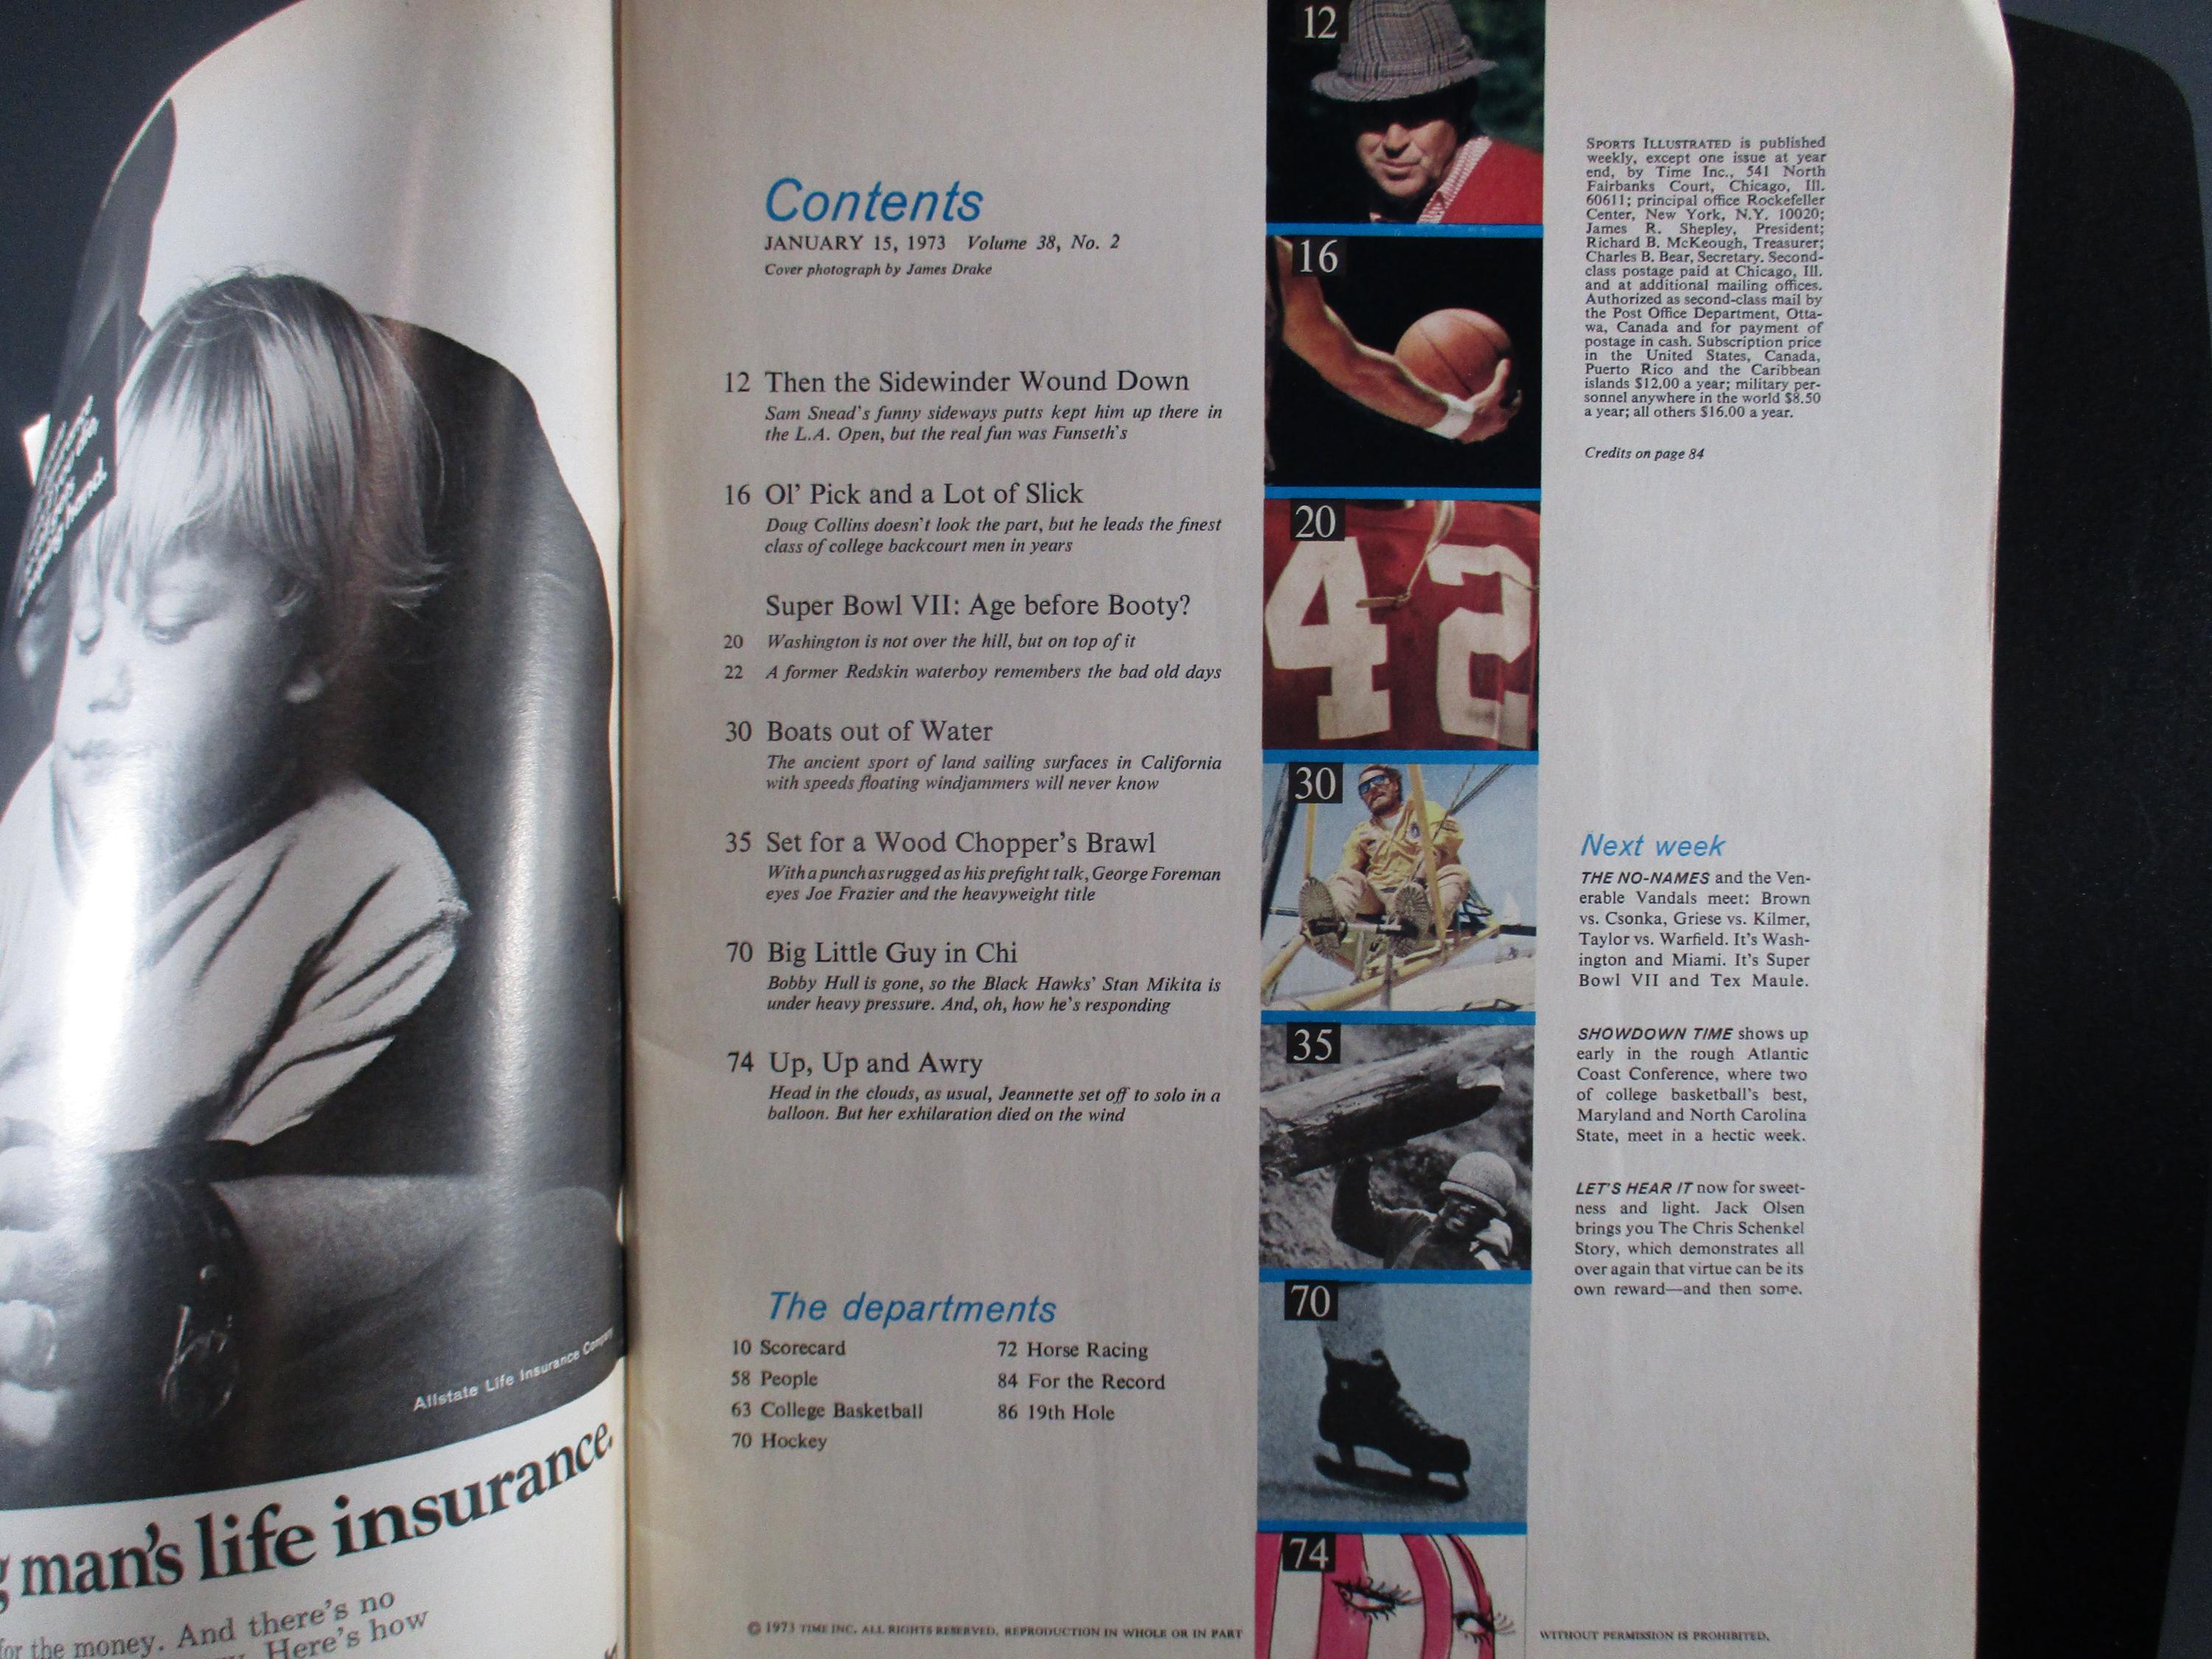 Allstate Life Insurance
man's life insurance.
for the money. And there's no
Here's how
Contents
JANUARY 15, 1973 Volume 38, No. 2
Cover photograph by James Drake
12 Then the Sidewinder Wound Down
Sam Snead's funny sideways putts kept him up there in
the L.A. Open, but the real fun was Funseth's
16 Ol' Pick and a Lot of Slick
Doug Collins doesn't look the part, but he leads the finest
class of college backcourt men in years
Super Bowl VII: Age before Booty?
20 Washington is not over the hill, but on top of it
22 A former Redskin waterboy remembers the bad old days
30 Boats out of Water
The ancient sport of land sailing surfaces in California
with speeds floating windjammers will never know
35 Set for a Wood Chopper's Brawl
With a punch as rugged as his prefight talk, George Foreman
eyes Joe Frazier and the heavyweight title
70 Big Little Guy in Chi
Bobby Hull is gone, so the Black Hawks' Stan Mikita is
under heavy pressure. And, oh, how he's responding
74 Up, Up and Awry
Head in the clouds, as usual, Jeannette set off to solo in a
balloon. But her exhilaration died on the wind
The departments
10 Scorecard
58 People
63 College Basketball
70 Hockey
72 Horse Racing
84 For the Record
86 19th Hole
12
16
20
42
30
35
70
74
SPORTS ILLUSTRATED is published
weekly, except one issue at year
end, by Time Inc., 541 North
Fairbanks Court, Chicago, Ill.
60611; principal office Rockefeller
Center, New York, N.Y. 10020;
James R. Shepley, President;
Richard B. McKeough, Treasurer;
Charles B. Bear, Secretary. Second-
class postage paid at Chicago, Ill.
and at additional mailing offices.
Authorized as second-class mail by
the Post Office Department, Otta-
wa, Canada and for payment of
postage in cash. Subscription price
in the United States, Canada,
Puerto Rico and the Caribbean
islands $12.00 a year; military per-
sonnel anywhere in the world $8.50
a year; all others $16.00 a year.
Credits on page 84
Next week
THE NO-NAMES and the Ven-
erable Vandals meet: Brown
vs. Csonka, Griese vs. Kilmer,
Taylor vs. Warfield. It's Wash-
ington and Miami. It's Super
Bowl VII and Tex Maule.
SHOWDOWN TIME shows up
early in the rough Atlantic
Coast Conference, where two
of college basketball's best,
Maryland and North Carolina
State, meet in a hectic week.
LET'S HEAR IT now for sweet-
ness and light. Jack Olsen
brings you The Chris Schenkel
Story, which demonstrates all
over again that virtue can be its
own reward—and then some.
© 1973 TIME INC. ALL RIGHTS RESERVED. REPRODUCTION IN WHOLE OR IN PART WITHOUT PERMISSION IS PROHIBITED.